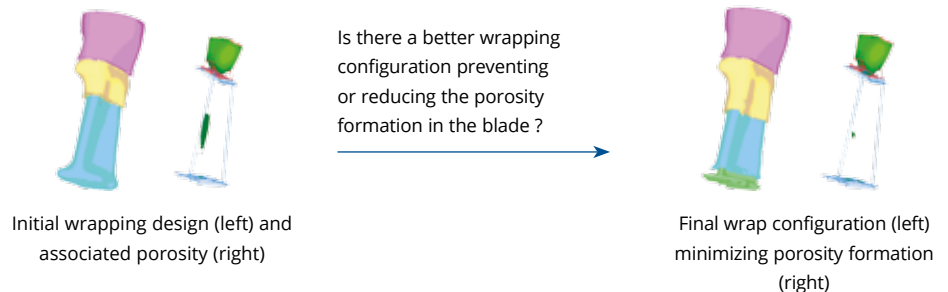 Is there a better wrapping
configuration preventing
or reducing the porosity
formation in the blade ?
Initial wrapping design (left) and
associated porosity (right)
Final wrap configuration (left)
minimizing porosity formation
(right)